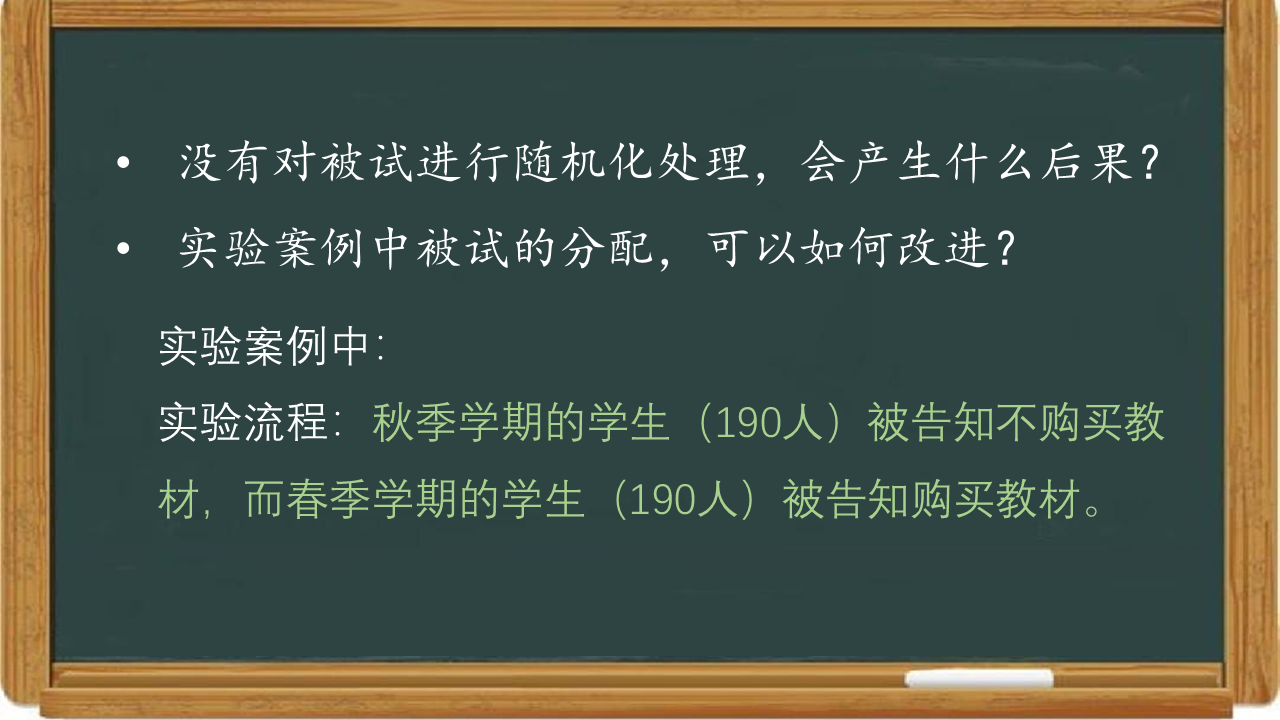 • 没有对被试进行随机化处理，会产生什么后果？
• 实验案例中被试的分配，可以如何改进？
实验案例中：
实验流程：秋季学期的学生（190人）被告知不购买教
材，而春季学期的学生（190人）被告知购买教材。